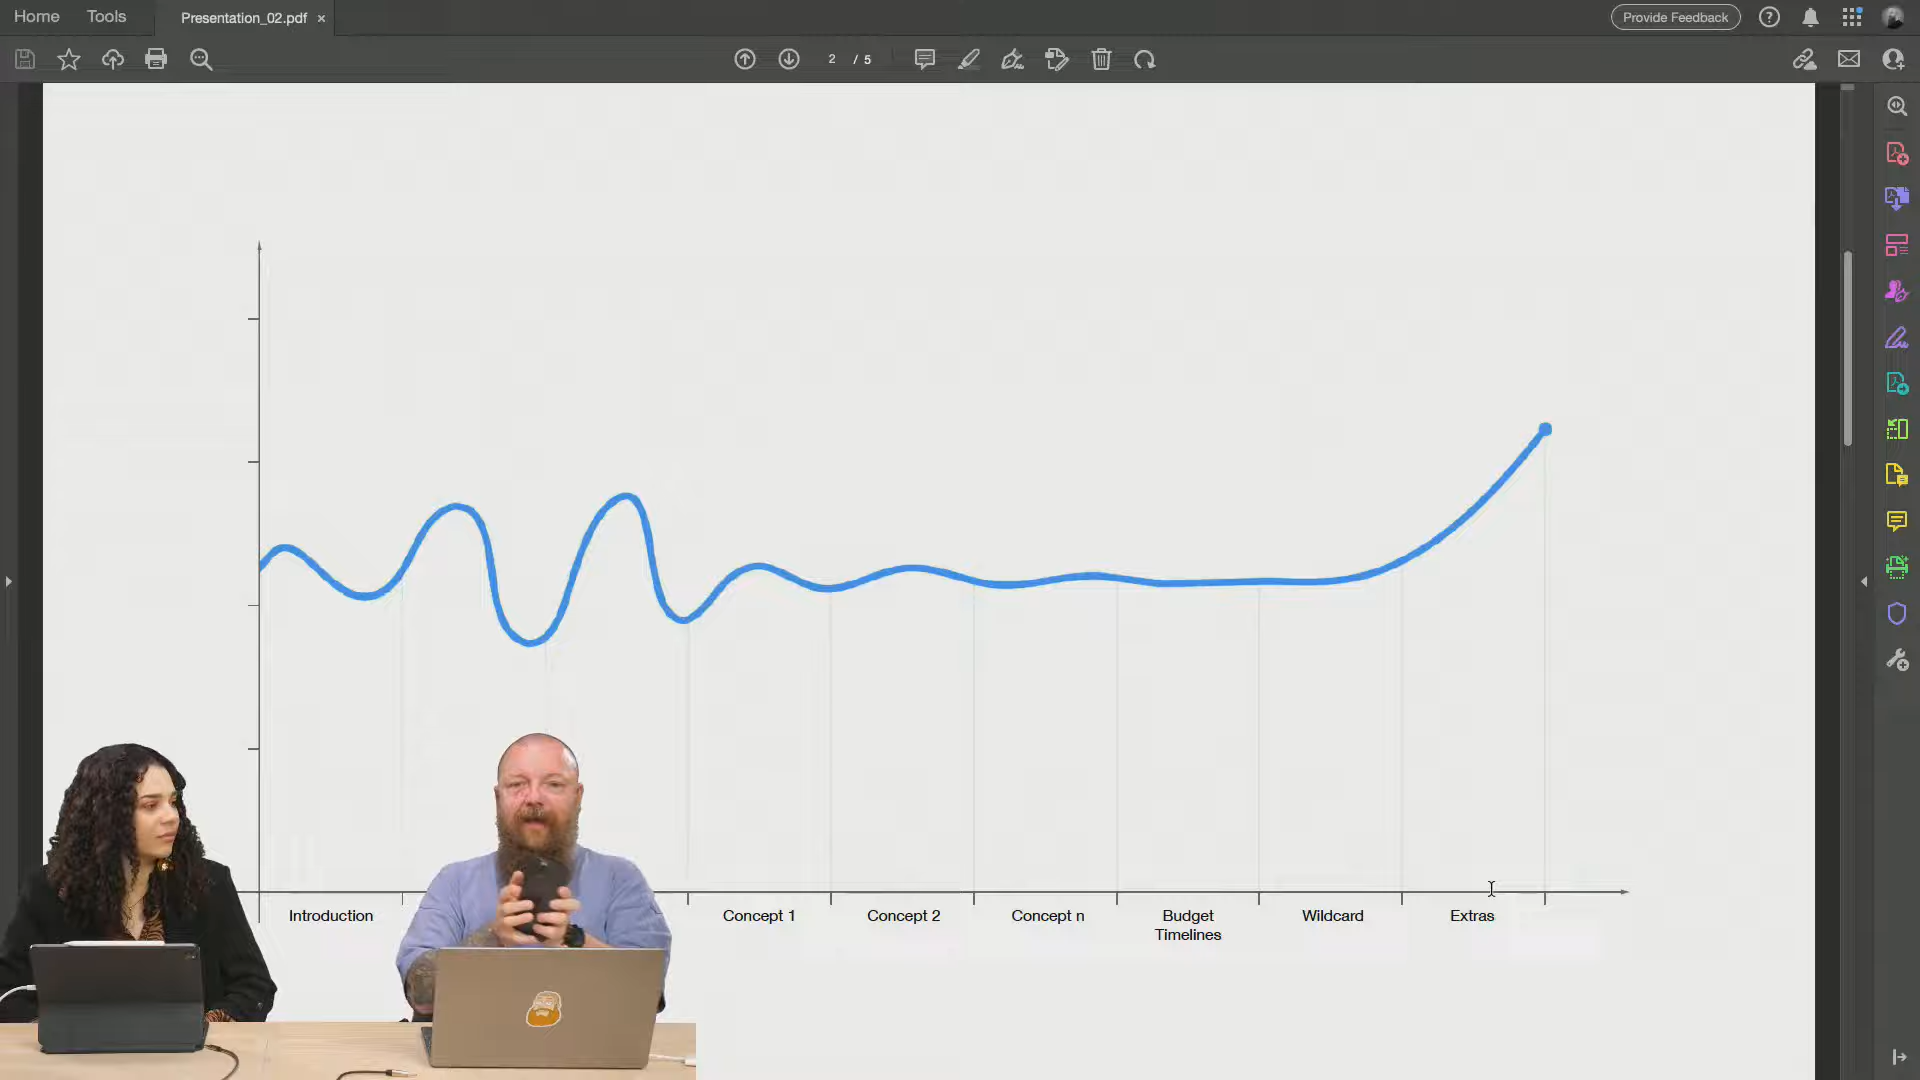 Home Tools Presentation_02.pdf × Provide Feedback
2 / 5
Introduction Concept 1 Concept 2 Concept n Budget Wildcard Extras
Timelines